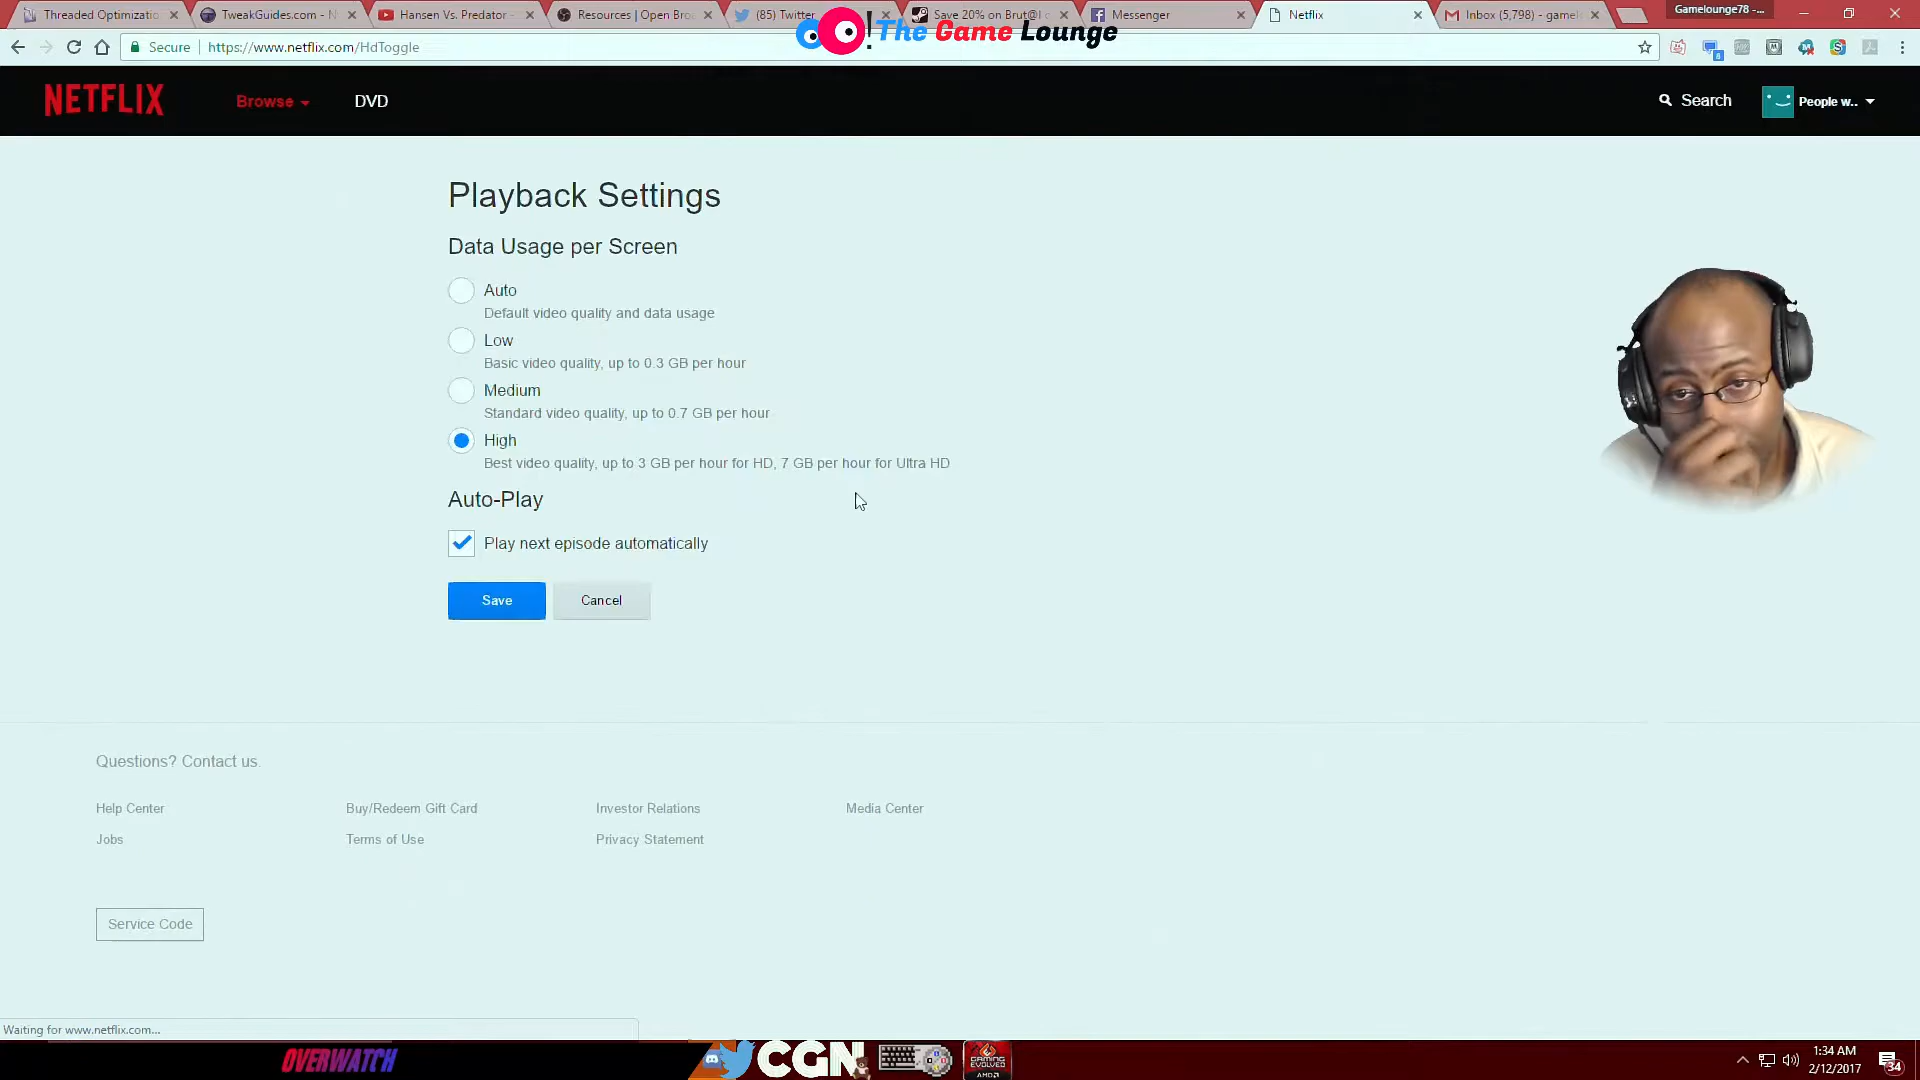 Threaded Optimizatio
TweakGuides.com - N
Hansen Vs. Predator -
Resources | Open Bro
(85) Twitter
Save 20% on Brut@l o
Messenger
Netflix
Inbox (5,798) - gamel
Gamelounge78 -...
Secure
https://www.netflix.com/HdToggle
! The Game Lounge
NETFLIX
Browse
DVD
Search
People w..
Playback Settings
Data Usage per Screen
Auto
Default video quality and data usage
Low
Basic video quality, up to 0.3 GB per hour
Medium
Standard video quality, up to 0.7 GB per hour
High
Best video quality, up to 3 GB per hour for HD, 7 GB per hour for Ultra HD
Auto-Play
Play next episode automatically
Save
Cancel
Questions? Contact us.
Help Center
Buy/Redeem Gift Card
Investor Relations
Media Center
Jobs
Terms of Use
Privacy Statement
Service Code
Waiting for www.netflix.com...
OVERWATCH
CGN
GAMING
EVOLVED
AMD
1:34 AM
2/12/2017
34